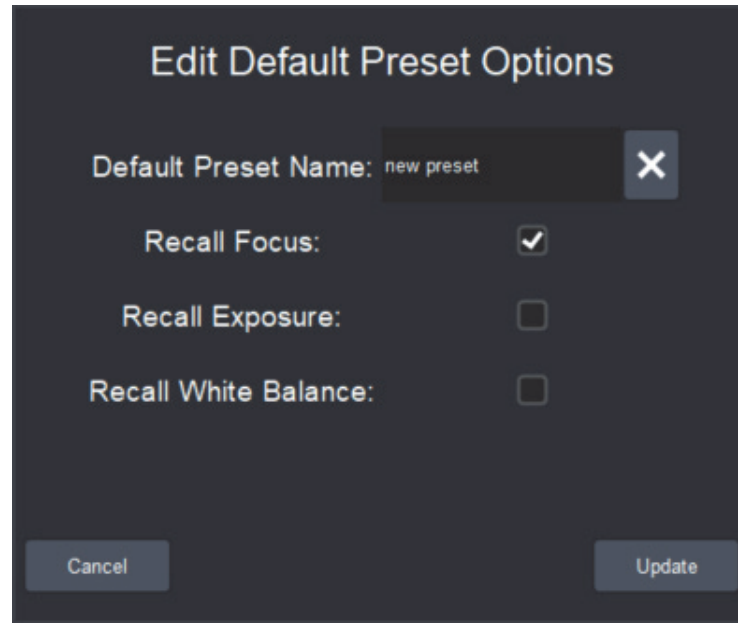 Edit Default Preset Options
Default Preset Name: new preset
Recall Focus:
Recall Exposure:
Recall White Balance:
Cancel Update